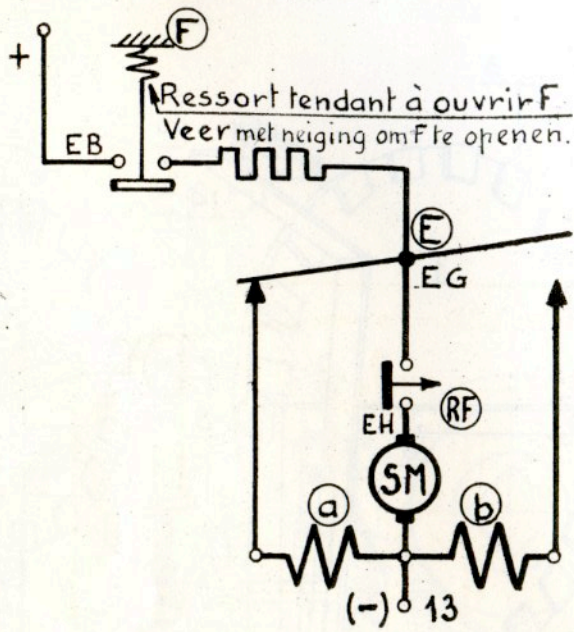 F
+
Ressort tendant à ouvrir F
Veer met neiging om F te openen.
EB
E
EG
RF
EH
SM
a
b
(-) 13